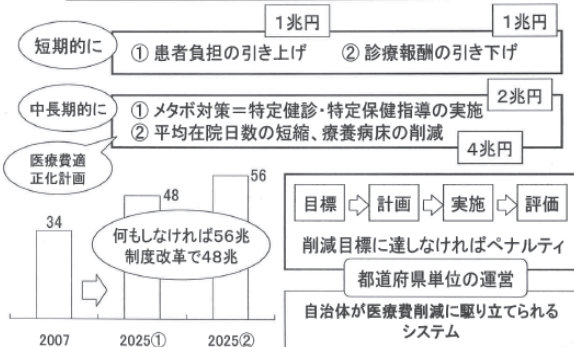 1兆円
1兆円
短期的に
① 患者負担の引き上げ ② 診療報酬の引き下げ
2兆円
中長期的に
① メタボ対策=特定健診・特定保健指導の実施
② 平均在院日数の短縮、療養病床の削減
4兆円
医療費適
正化計画
56
48
34
何もしなければ56兆
制度改革で48兆
2007 2025① 2025②
目標 計画 実施 評価
削減目標に達しなければペナルティ
都道府県単位の運営
自治体が医療費削減に駆り立てられる
システム